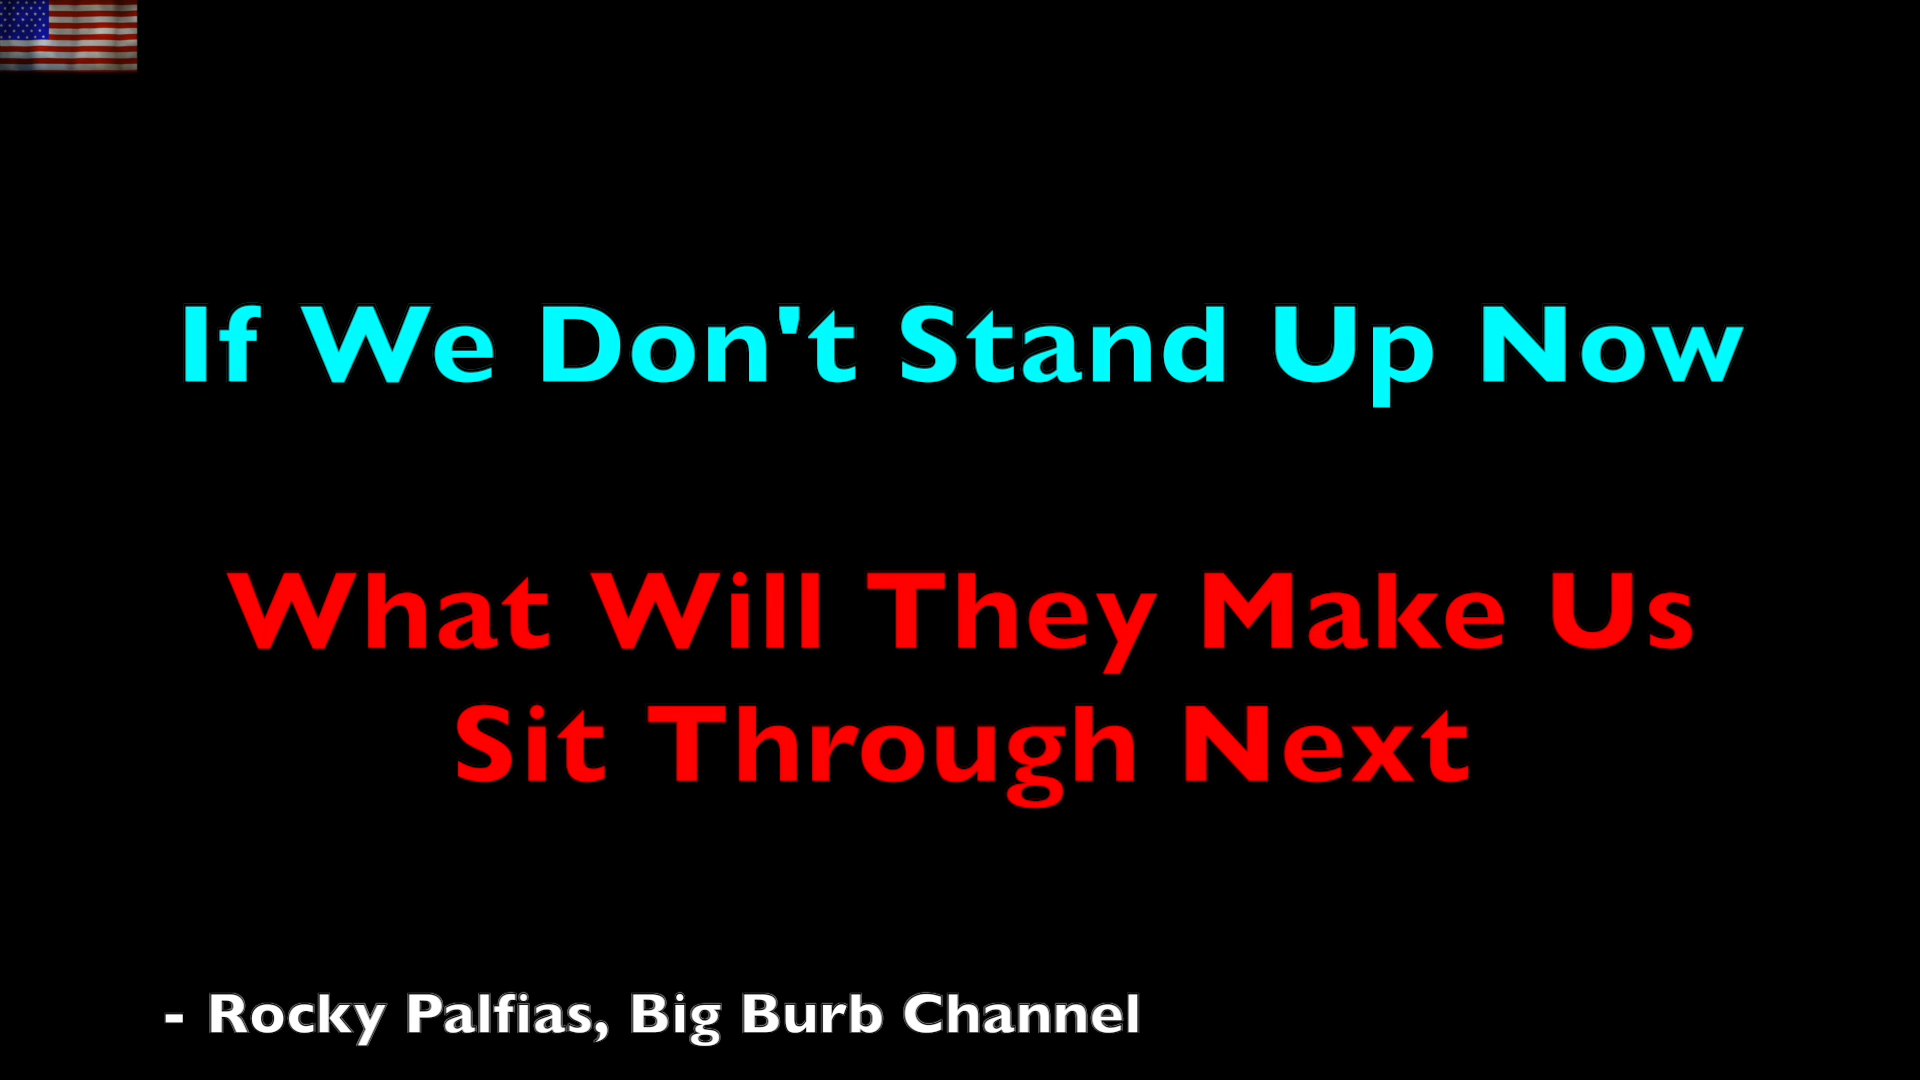 If We Don't Stand Up Now
What Will They Make Us
Sit Through Next
- Rocky Palfias, Big Burb Channel